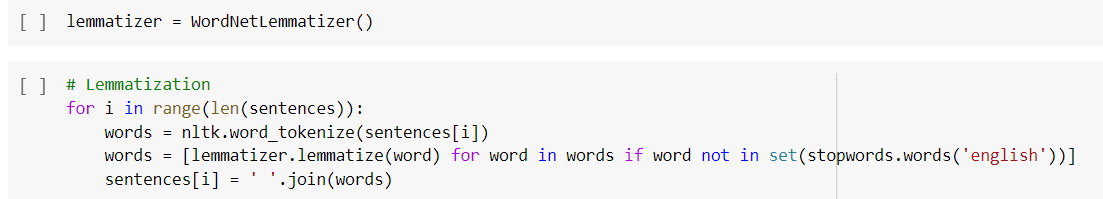 [ ] lemmatizer = WordNetLemmatizer()
[ ] # Lemmatization
for i in range(len(sentences)):
    words = nltk.word_tokenize(sentences[i])
    words = [lemmatizer.lemmatize(word) for word in words if word not in set(stopwords.words('english'))]
    sentences[i] = ' '.join(words)